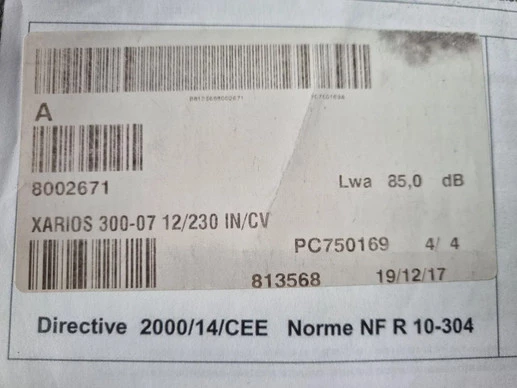 A
8002671
Lwa 85,0 dB
XARIOS 300-07 12/230 IN/CV
PC750169 4/ 4
813568 19/12/17
Directive 2000/14/CEE Norme NF R 10-304